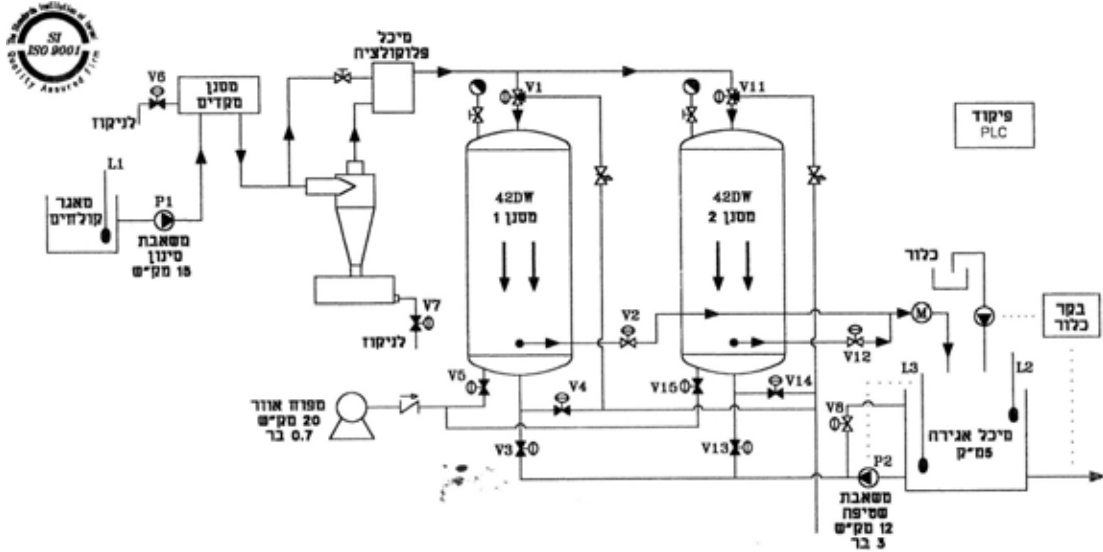 The Standards Institution of Israel
SI
ISO 9001
Quality Assured Firm
V6
לניקוז
מסנן
מקדים
מיכל
פלוקולציה
V1
V11
פיקוד
PLC
L1
מאגר
קולחים
P1
משאבת
סינון
15 מק"ש
42DW
מסנן 1
42DW
מסנן 2
V7
לניקוז
V2
V12
כלור
M
בקר
כלור
V5
V4
V15
V14
L3
L2
V8
מפוח אוור
20 מק"ש
0.7 בר
V3
V13
P2
מיכל אגירה
5מ"ק
משאבת
שטיפה
12 מק"ש
3 בר